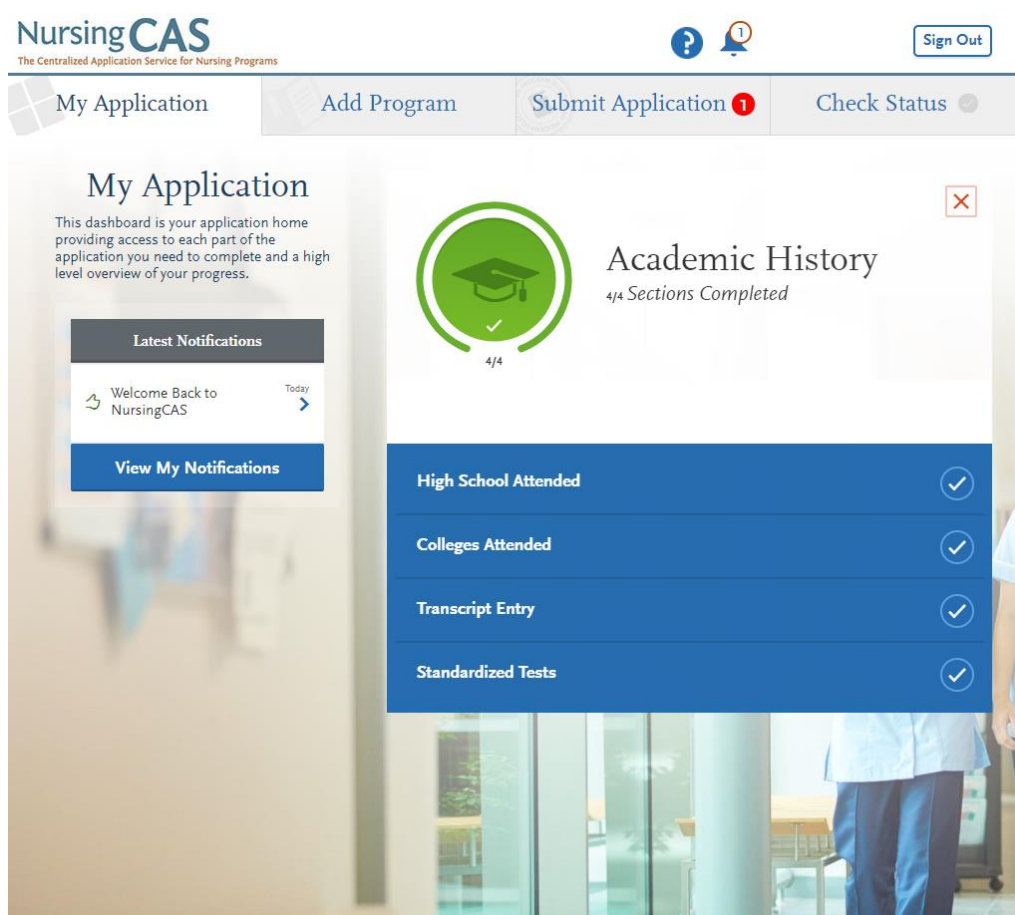 NursingCAS
The Centralized Application Service for Nursing Programs
1
Sign Out
My Application
Add Program
Submit Application 1
Check Status
My Application
This dashboard is your application home
providing access to each part of the
application you need to complete and a high
level overview of your progress.
Latest Notifications
Welcome Back to
NursingCAS
Today
View My Notifications
4/4
Academic History
4/4 Sections Completed
High School Attended
Colleges Attended
Transcript Entry
Standardized Tests